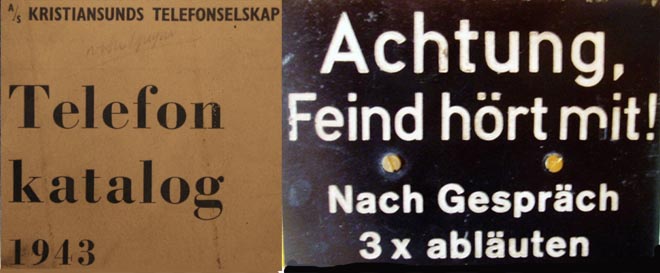 A/S KRISTIANSUNDS TELEFONSELSKAP
Telefon
katalog
1943
Achtung,
Feind hört mit!
Nach Gespräch
3 x abläuten